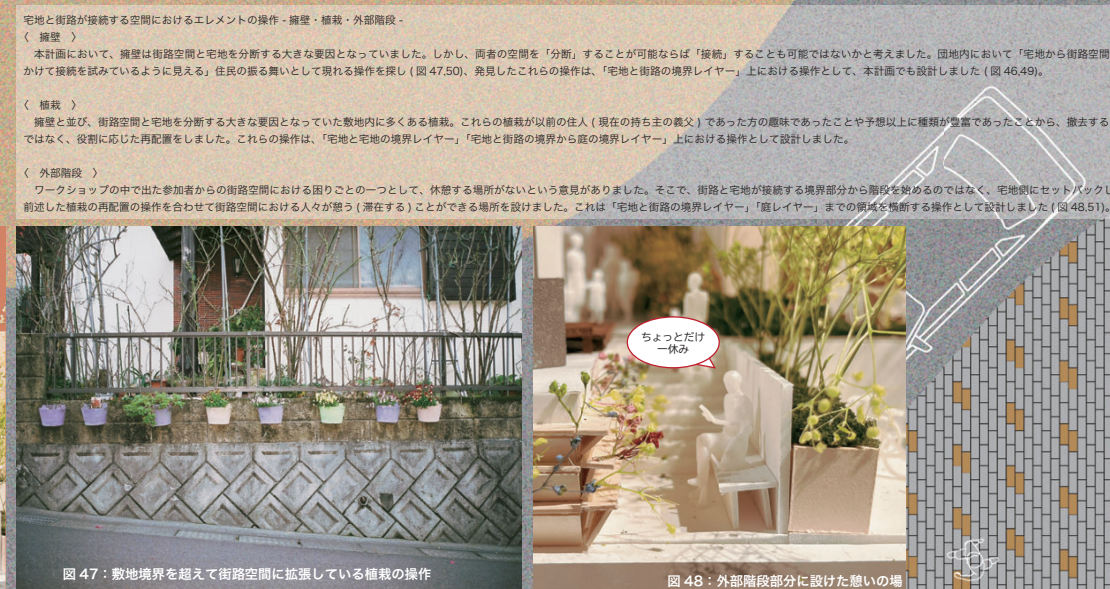 宅地と街路が接続する空間におけるエレメントの操作 - 擁壁・植栽・外部階段 -
〈　擁壁　〉
　本計画において、擁壁は街路空間と宅地を分断する大きな要因となっていました。しかし、両者の空間を「分断」することが可能ならば「接続」することも可能ではないかと考えました。団地内において「宅地から街路空間
かけて接続を試みているように見える」住民の振る舞いとして現れる操作を探し ( 図 47,50)、発見したこれらの操作は、「宅地と街路の境界レイヤー」上における操作として、本計画でも設計しました ( 図 46,49)。
〈　植栽　〉
　擁壁と並び、街路空間と宅地を分断する大きな要因となっていた敷地内に多くある植栽。これらの植栽が以前の住人 ( 現在の持ち主の義父 ) であった方の趣味であったことや予想以上に種類が豊富であったことから、撤去する
ではなく、役割に応じた再配置をしました。これらの操作は、「宅地と宅地の境界レイヤー」「宅地と街路の境界から庭の境界レイヤー」上における操作として設計しました。
〈　外部階段　〉
　ワークショップの中で出た参加者からの街路空間における困りごとの一つとして、休憩する場所がないという意見がありました。そこで、街路と宅地が接続する境界部分から階段を始めるのではなく、宅地側にセットバックし
前述した植栽の再配置の操作を合わせて街路空間における人々が憩う ( 滞在する ) ことができる場所を設けました。これは「宅地と街路の境界レイヤー」「庭レイヤー」までの領域を横断する操作として設計しました ( 図 48.51)。
ちょっとだけ
一休み
図 47：敷地境界を超えて街路空間に拡張している植栽の操作
図 48：外部階段部分に設けた憩いの場